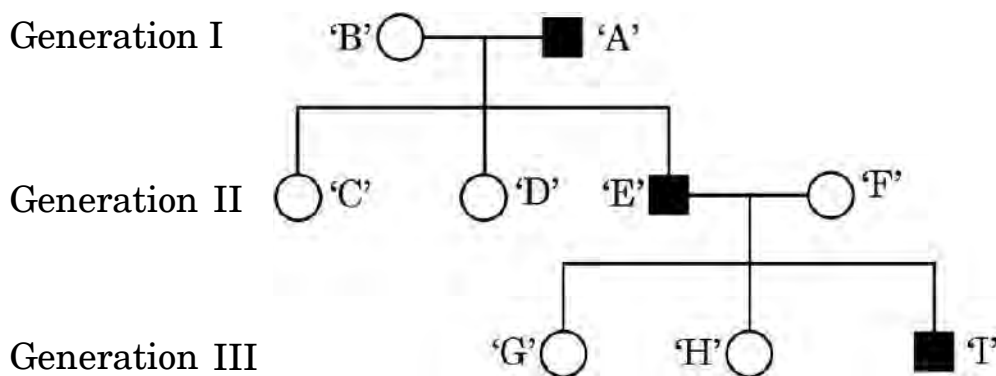 Generation I 'B' 'A'
Generation II 'C' 'D' 'E' 'F'
Generation III 'G' 'H' 'I'